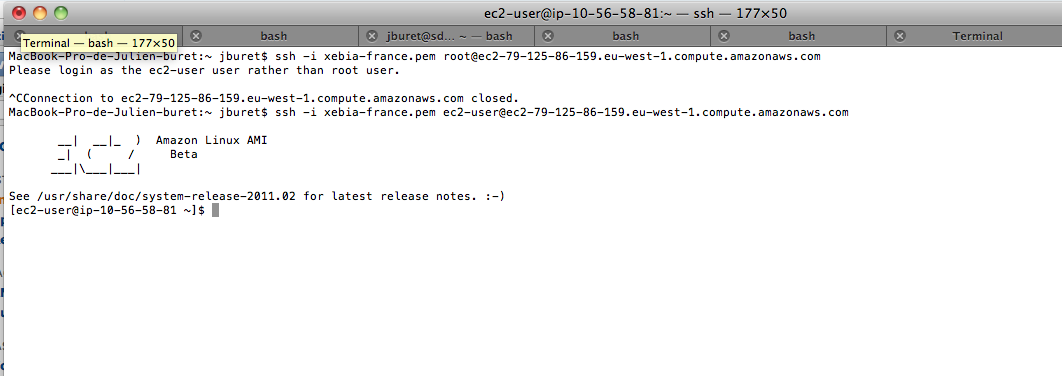 ec2-user@ip-10-56-58-81:~ — ssh — 177×50
Terminal — bash — 177×50
bash
jburet@sd... ~ — bash
bash
bash
Terminal
MacBook-Pro-de-Julien-buret:~ jburet$ ssh -i xebia-france.pem root@ec2-79-125-86-159.eu-west-1.compute.amazonaws.com
Please login as the ec2-user user rather than root user.
^CConnection to ec2-79-125-86-159.eu-west-1.compute.amazonaws.com closed.
MacBook-Pro-de-Julien-buret:~ jburet$ ssh -i xebia-france.pem ec2-user@ec2-79-125-86-159.eu-west-1.compute.amazonaws.com
__|  __|_  )  Amazon Linux AMI
_|  (     /     Beta
___|\___|___|
See /usr/share/doc/system-release-2011.02 for latest release notes. :-)
[ec2-user@ip-10-56-58-81 ~]$